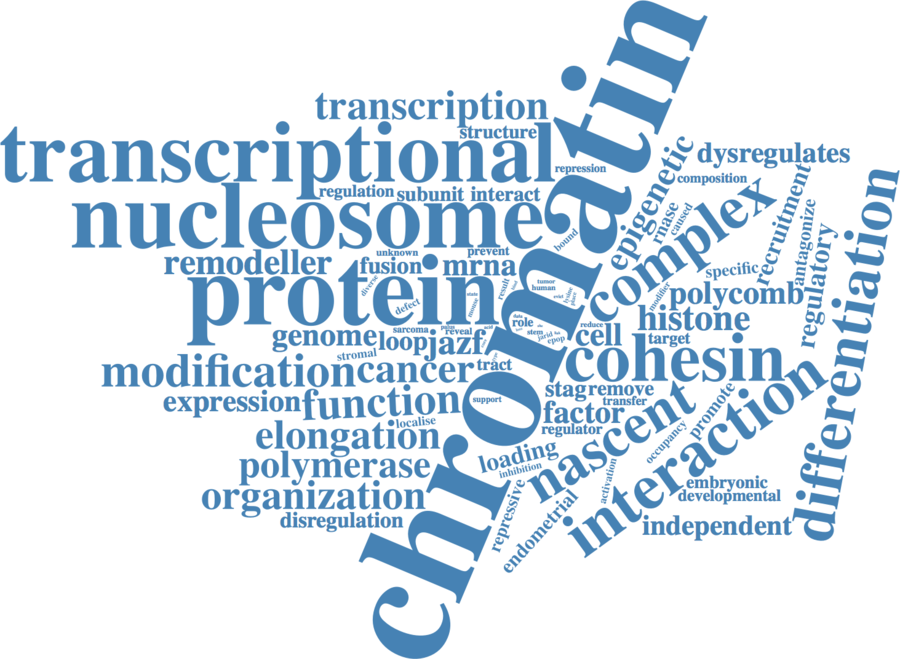 chromatin
transcription
structure
transcriptional
repression
regulation
subunit
interact
nucleosome
unknown
prevent
remodeller
fusion
mrna
protein
defect
result
bound
tumor
human
genome
loop
jazf
sarcoma
reveal
role
stem
jarid
epop
stromal
modification
cancer
tract
expression
function
support
localise
elongation
polymerase
organization
disregulation
loading
inhibition
repressive
endometrial
epigenetic
rnase
caused
dysregulates
composition
complex
recruitment
antagonize
regulatory
differentiation
specific
modifier
polycomb
histone
reduce
cell
target
cohesin
stag
remove
transfer
factor
regulator
nascent
promote
occupancy
activation
interaction
embryonic
developmental
independent